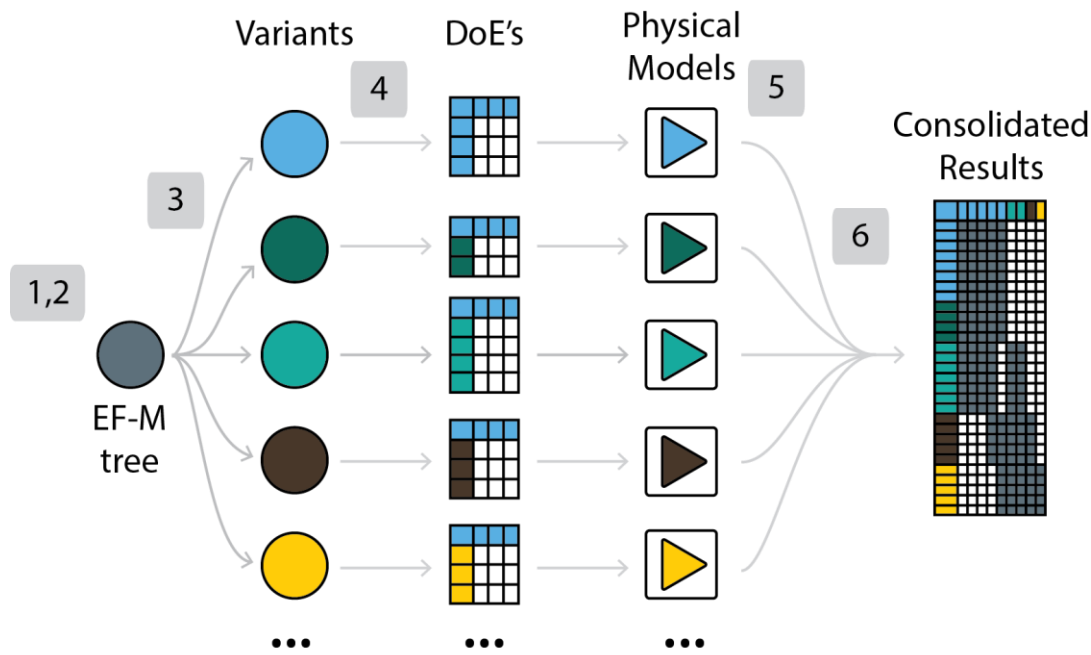 Variants
DoE's
Physical
Models
4
5
Consolidated
Results
3
6
1,2
EF-M
tree
...
...
...